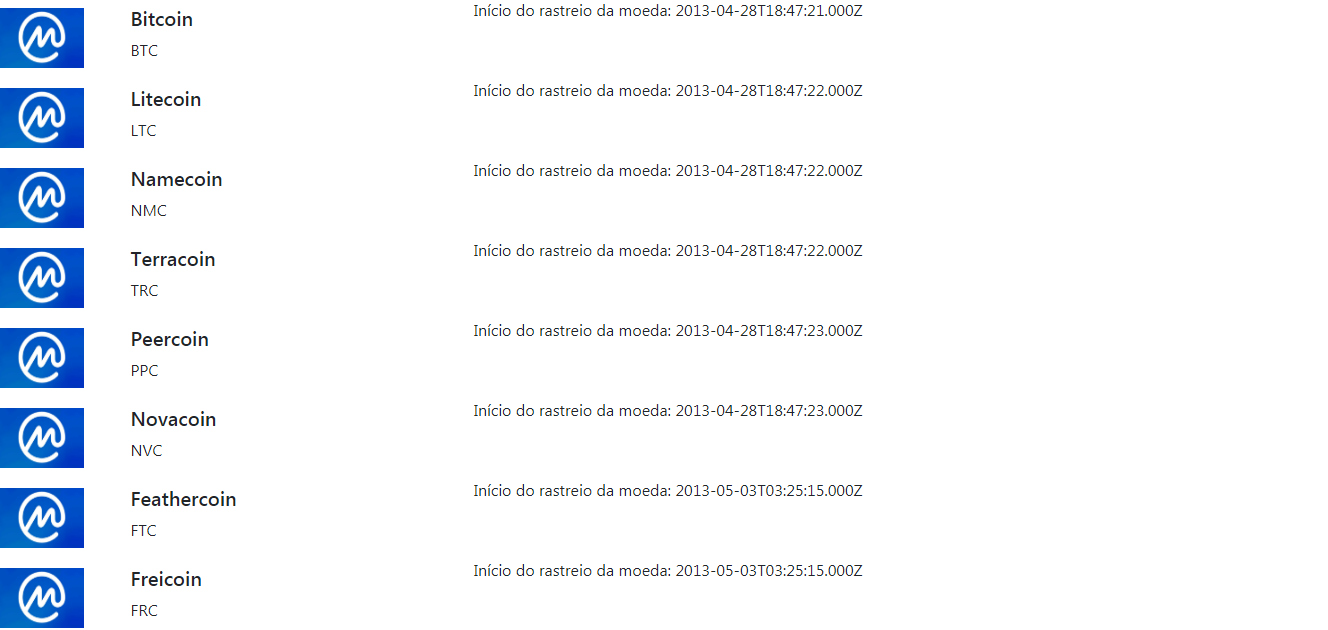 Bitcoin
Início do rastreio da moeda: 2013-04-28T18:47:21.000Z
BTC
Litecoin
Início do rastreio da moeda: 2013-04-28T18:47:22.000Z
LTC
Namecoin
Início do rastreio da moeda: 2013-04-28T18:47:22.000Z
NMC
Terracoin
Início do rastreio da moeda: 2013-04-28T18:47:22.000Z
TRC
Peercoin
Início do rastreio da moeda: 2013-04-28T18:47:23.000Z
PPC
Novacoin
Início do rastreio da moeda: 2013-04-28T18:47:23.000Z
NVC
Feathercoin
Início do rastreio da moeda: 2013-05-03T03:25:15.000Z
FTC
Freicoin
Início do rastreio da moeda: 2013-05-03T03:25:15.000Z
FRC